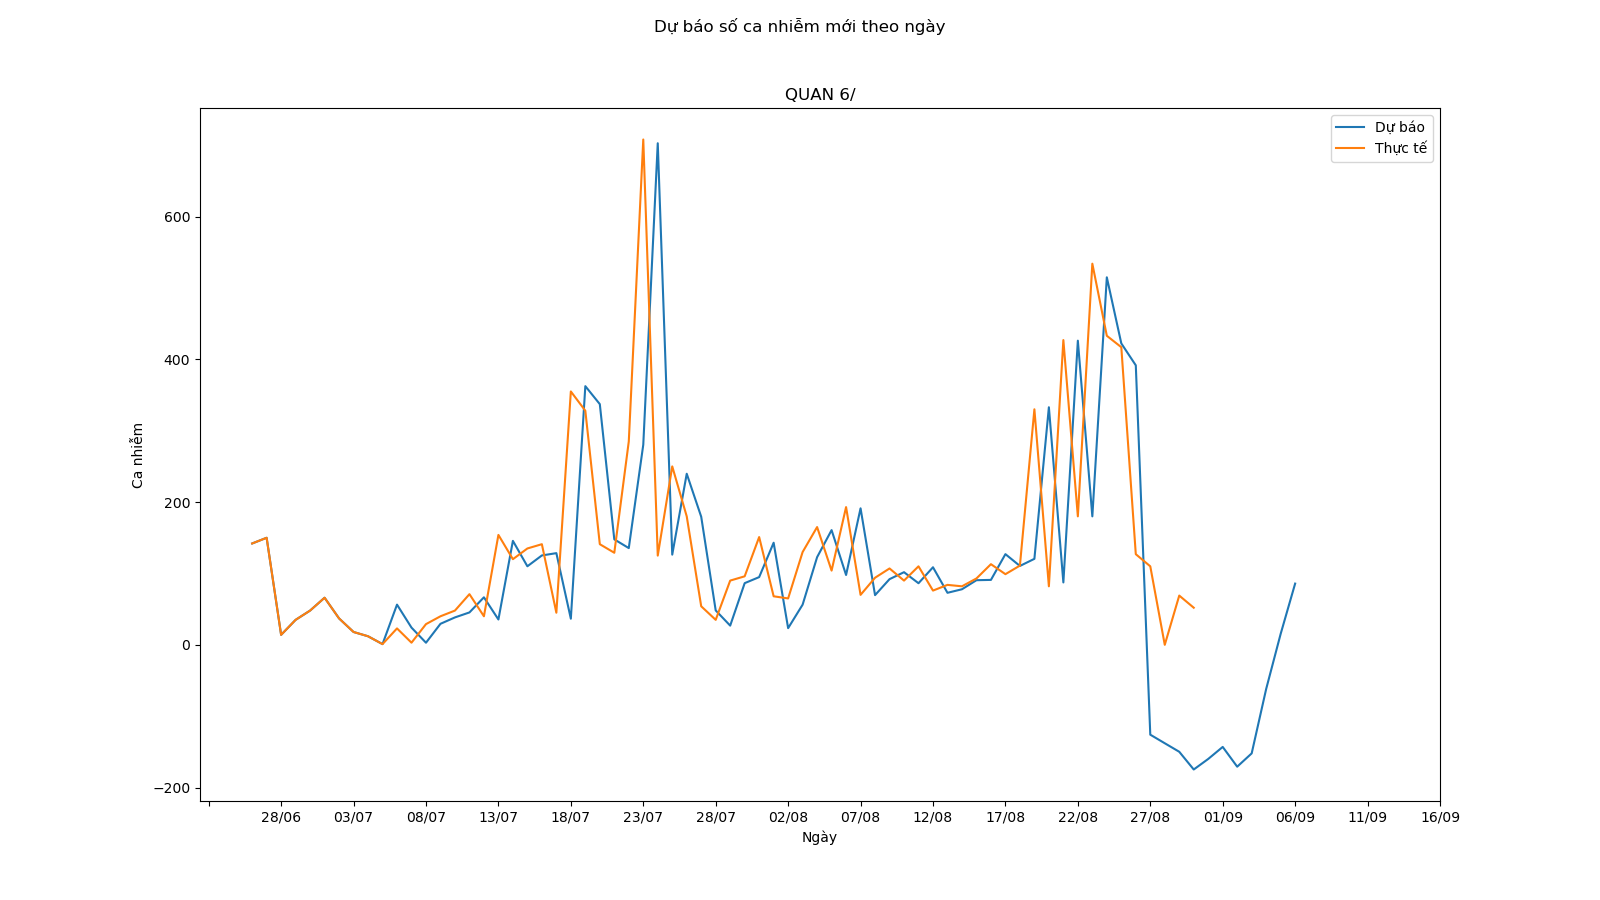 Dự báo số ca nhiễm mới theo ngày
QUAN 6/
Dự báo
Thực tế
600
400
200
0
−200
Ca nhiễm
28/06 03/07 08/07 13/07 18/07 23/07 28/07 02/08 07/08 12/08 17/08 22/08 27/08 01/09 06/09 11/09 16/09
Ngày